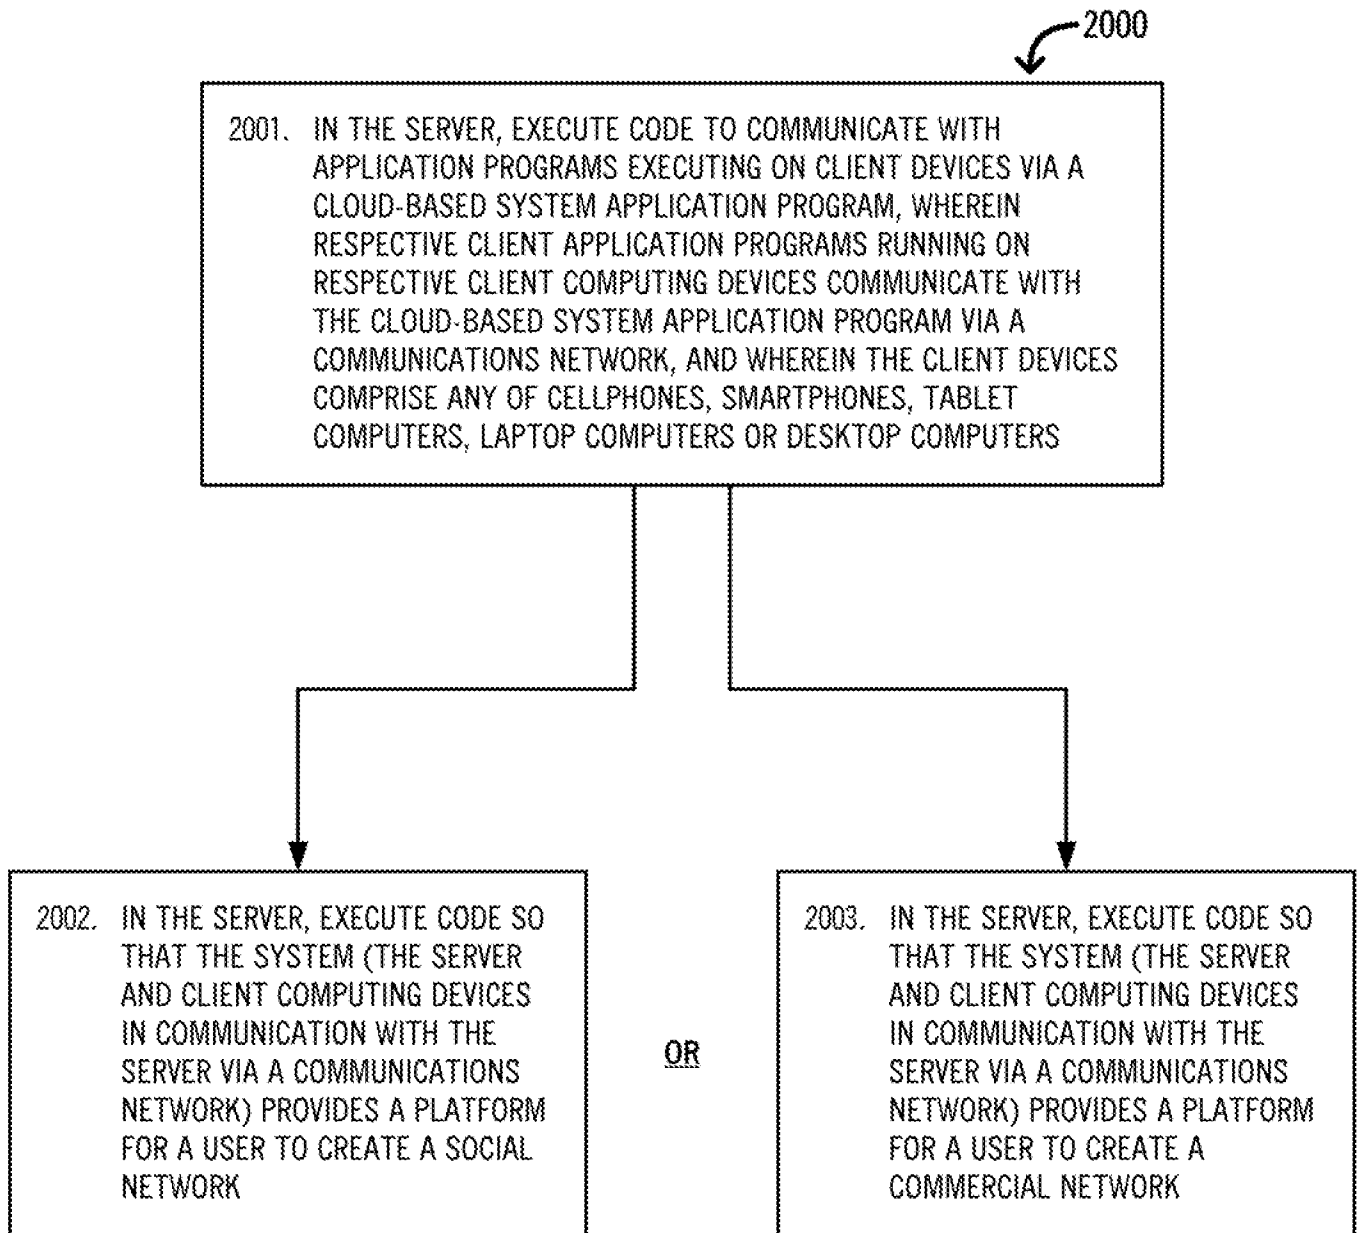 2000
2001. IN THE SERVER, EXECUTE CODE TO COMMUNICATE WITH
APPLICATION PROGRAMS EXECUTING ON CLIENT DEVICES VIA A
CLOUD-BASED SYSTEM APPLICATION PROGRAM, WHEREIN
RESPECTIVE CLIENT APPLICATION PROGRAMS RUNNING ON
RESPECTIVE CLIENT COMPUTING DEVICES COMMUNICATE WITH
THE CLOUD-BASED SYSTEM APPLICATION PROGRAM VIA A
COMMUNICATIONS NETWORK, AND WHEREIN THE CLIENT DEVICES
COMPRISE ANY OF CELLPHONES, SMARTPHONES, TABLET
COMPUTERS, LAPTOP COMPUTERS OR DESKTOP COMPUTERS
2002. IN THE SERVER, EXECUTE CODE SO
THAT THE SYSTEM (THE SERVER
AND CLIENT COMPUTING DEVICES
IN COMMUNICATION WITH THE
SERVER VIA A COMMUNICATIONS
NETWORK) PROVIDES A PLATFORM
FOR A USER TO CREATE A SOCIAL
NETWORK
OR
2003. IN THE SERVER, EXECUTE CODE SO
THAT THE SYSTEM (THE SERVER
AND CLIENT COMPUTING DEVICES
IN COMMUNICATION WITH THE
SERVER VIA A COMMUNICATIONS
NETWORK) PROVIDES A PLATFORM
FOR A USER TO CREATE A
COMMERCIAL NETWORK